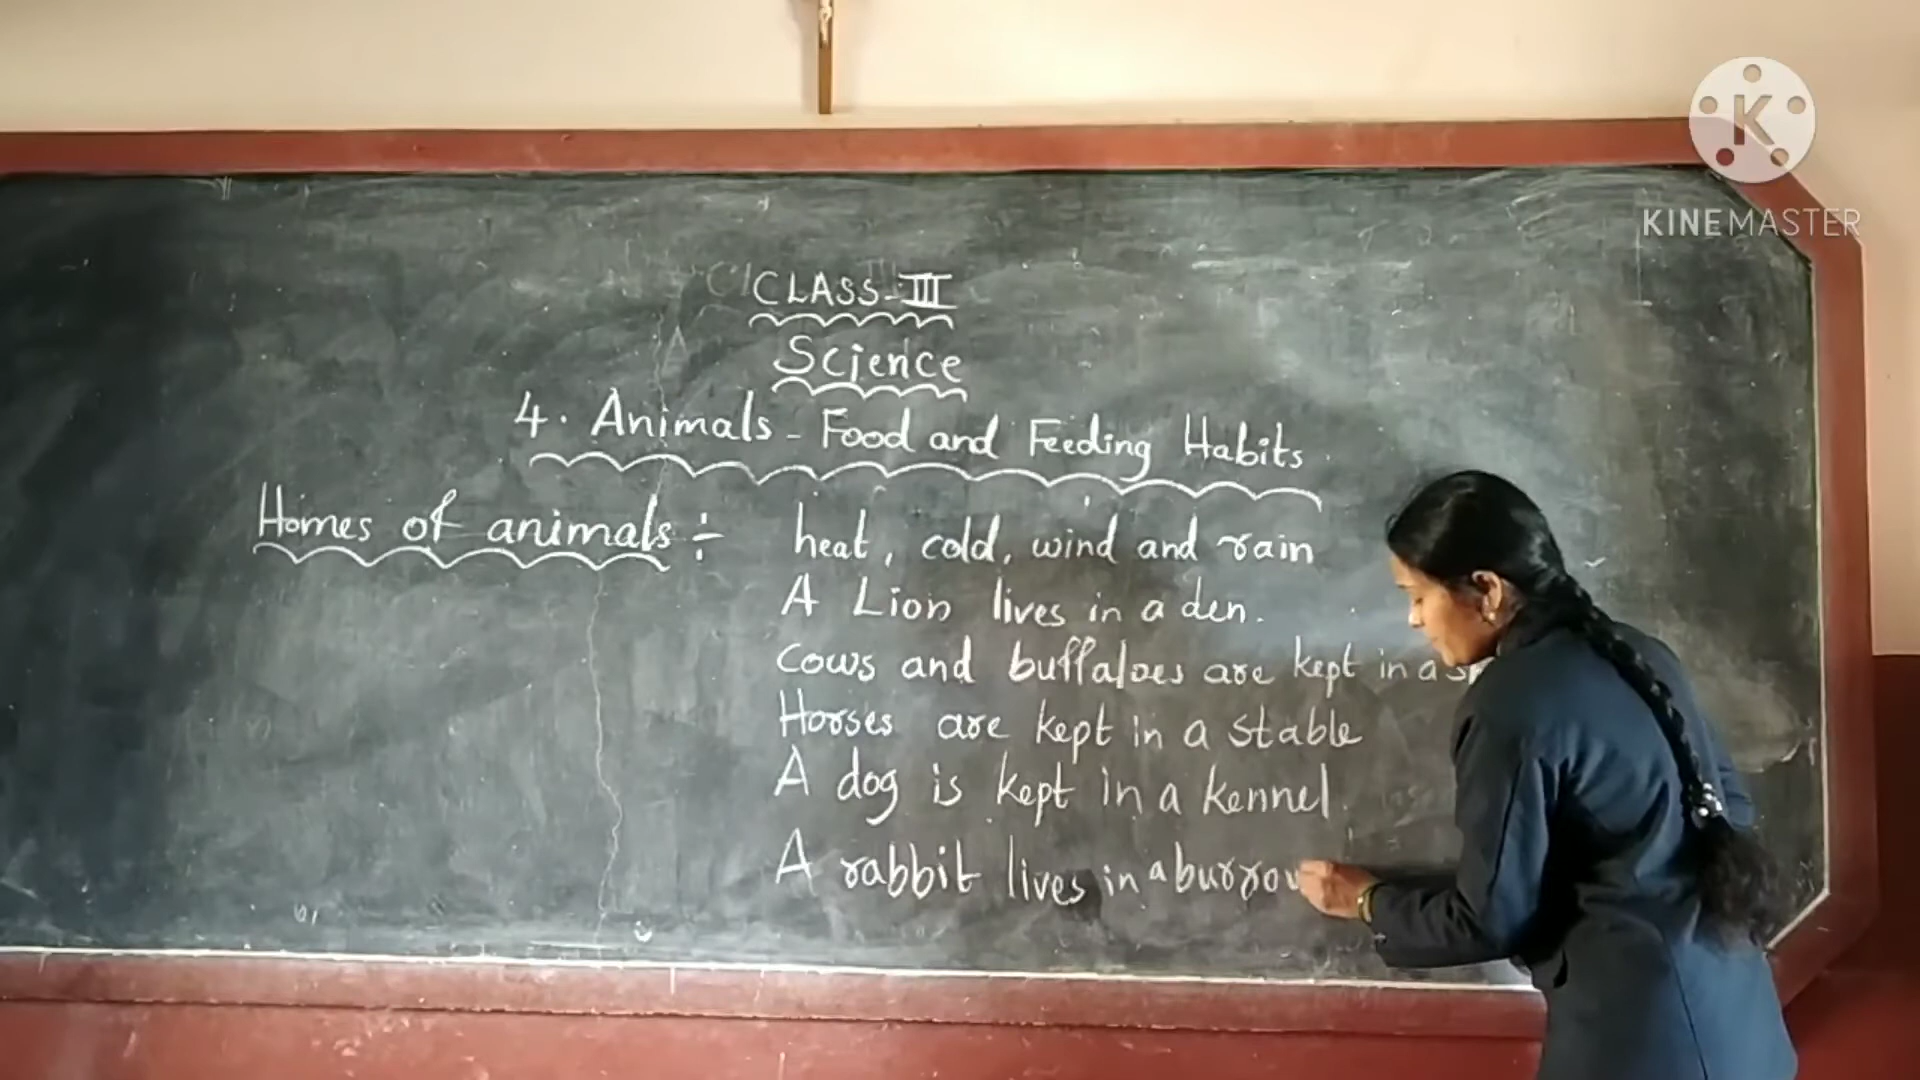 KINEMASTER
CLASS-III
Science
4. Animals - Food and Feeding Habits
Homes of animals ÷ heat, cold, wind and rain
A Lion lives in a den.
Cows and buffaloes are kept in a
Horses are kept in a stable
A dog is kept in a kennel.
A rabbit lives in a burrow